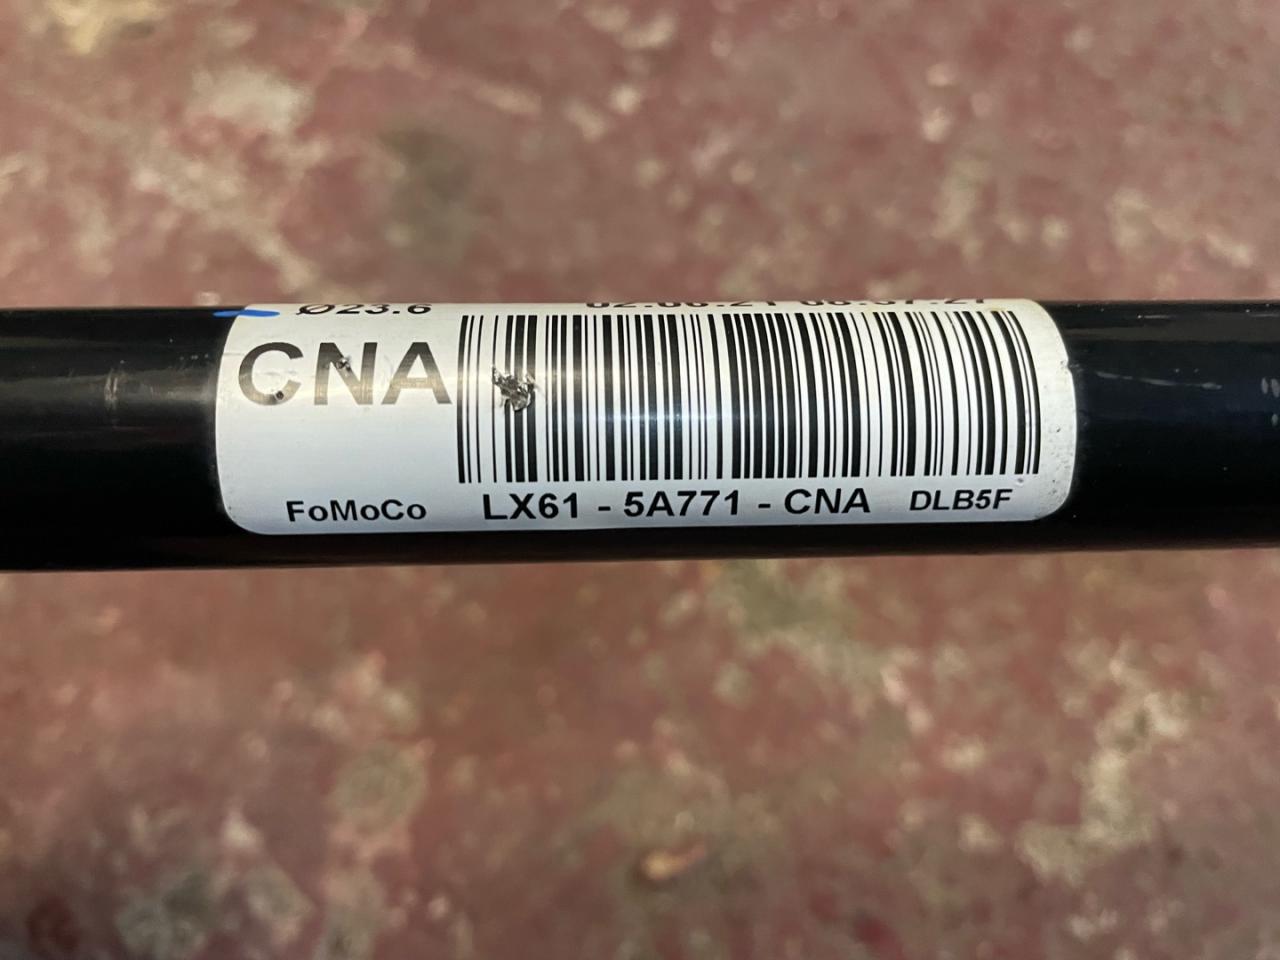 Ø23.6
CNA
FoMoCo LX61 - 5A771 - CNA DLB5F